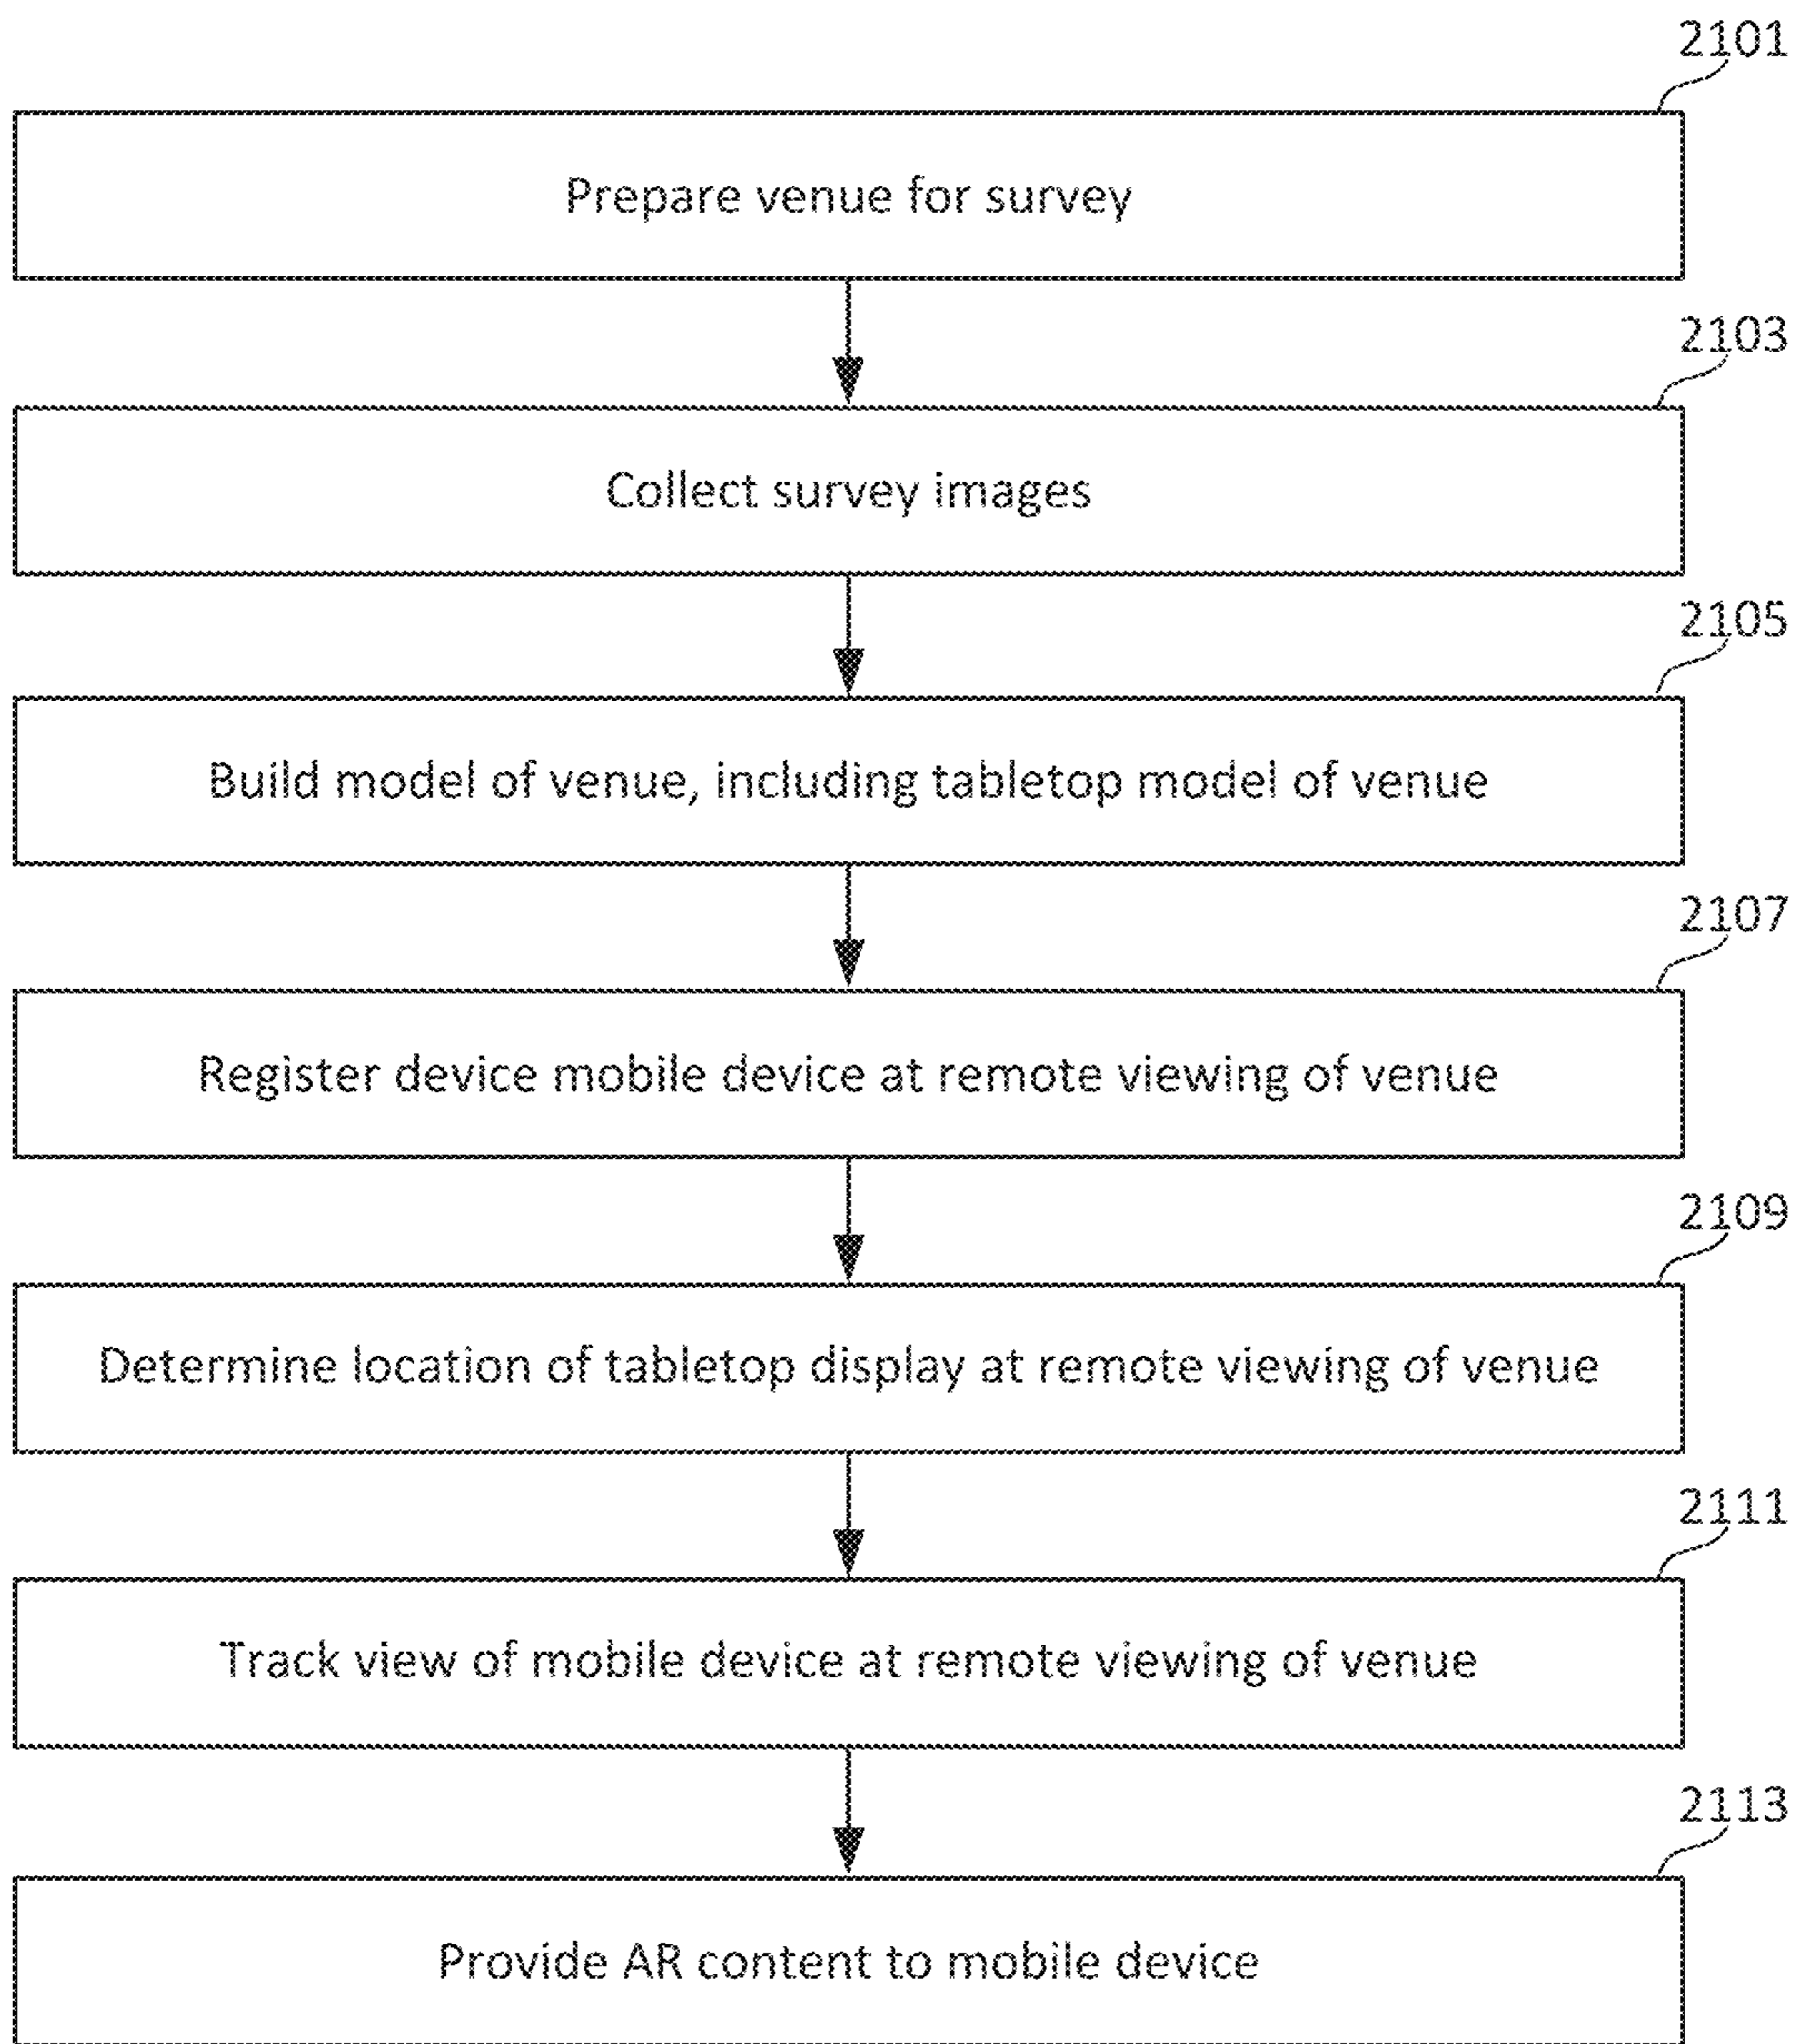 2101
Prepare venue for survey
2103
Collect survey images
2105
Build model of venue, including tabletop model of venue
2107
Register device mobile device at remote viewing of venue
2109
Determine location of tabletop display at remote viewing of venue
2111
Track view of mobile device at remote viewing of venue
2113
Provide AR content to mobile device